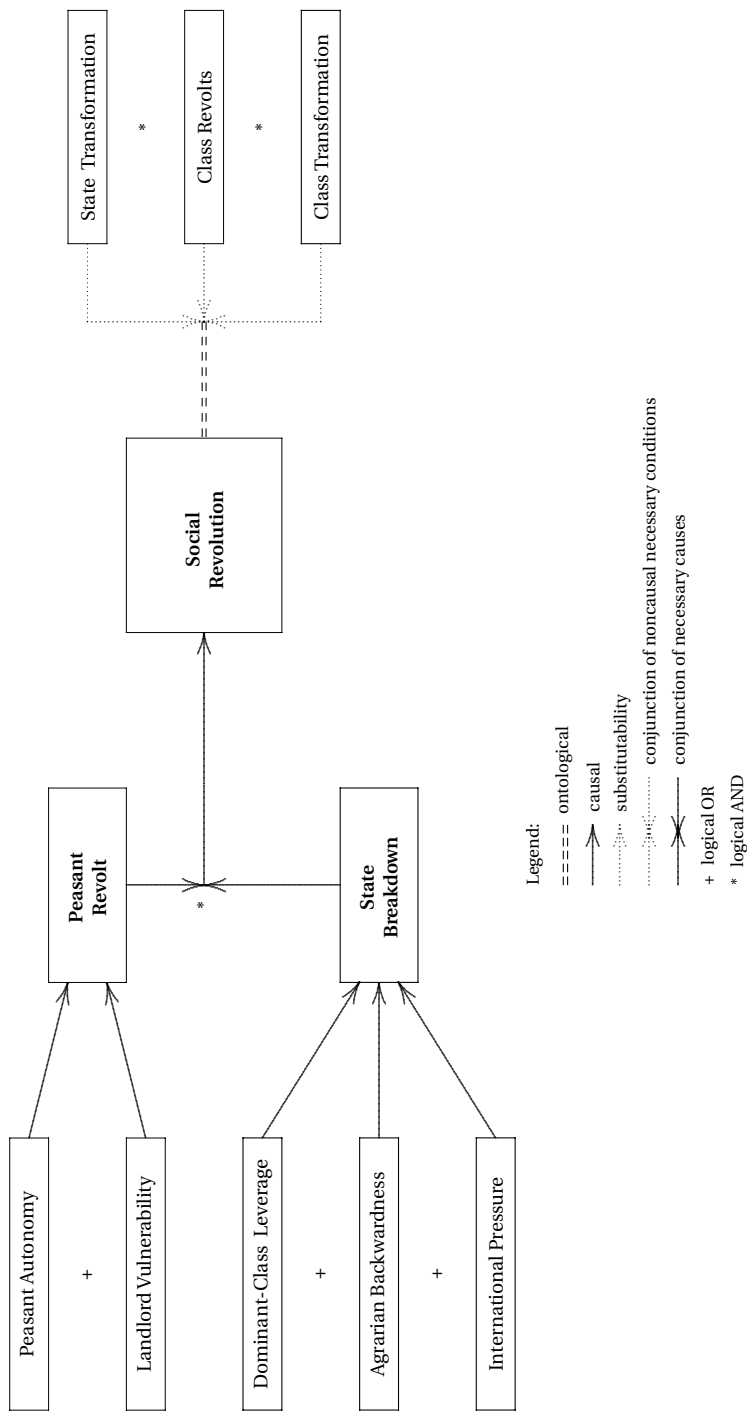 Peasant Autonomy
+
Landlord Vulnerability
Dominant-Class Leverage
+
Agrarian Backwardness
+
International Pressure
Peasant
Revolt
*
State
Breakdown
Social
Revolution
State Transformation
*
Class Revolts
*
Class Transformation
Legend:
ontological
causal
substitutability
conjunction of noncausal necessary conditions
conjunction of necessary causes
+ logical OR
* logical AND